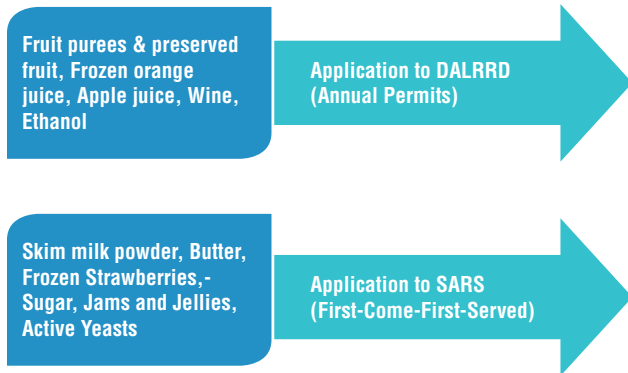 Fruit purees & preserved
fruit, Frozen orange
juice, Apple juice, Wine,
Ethanol
Application to DALRRD
(Annual Permits)
Skim milk powder, Butter,
Frozen Strawberries,-
Sugar, Jams and Jellies,
Active Yeasts
Application to SARS
(First-Come-First-Served)